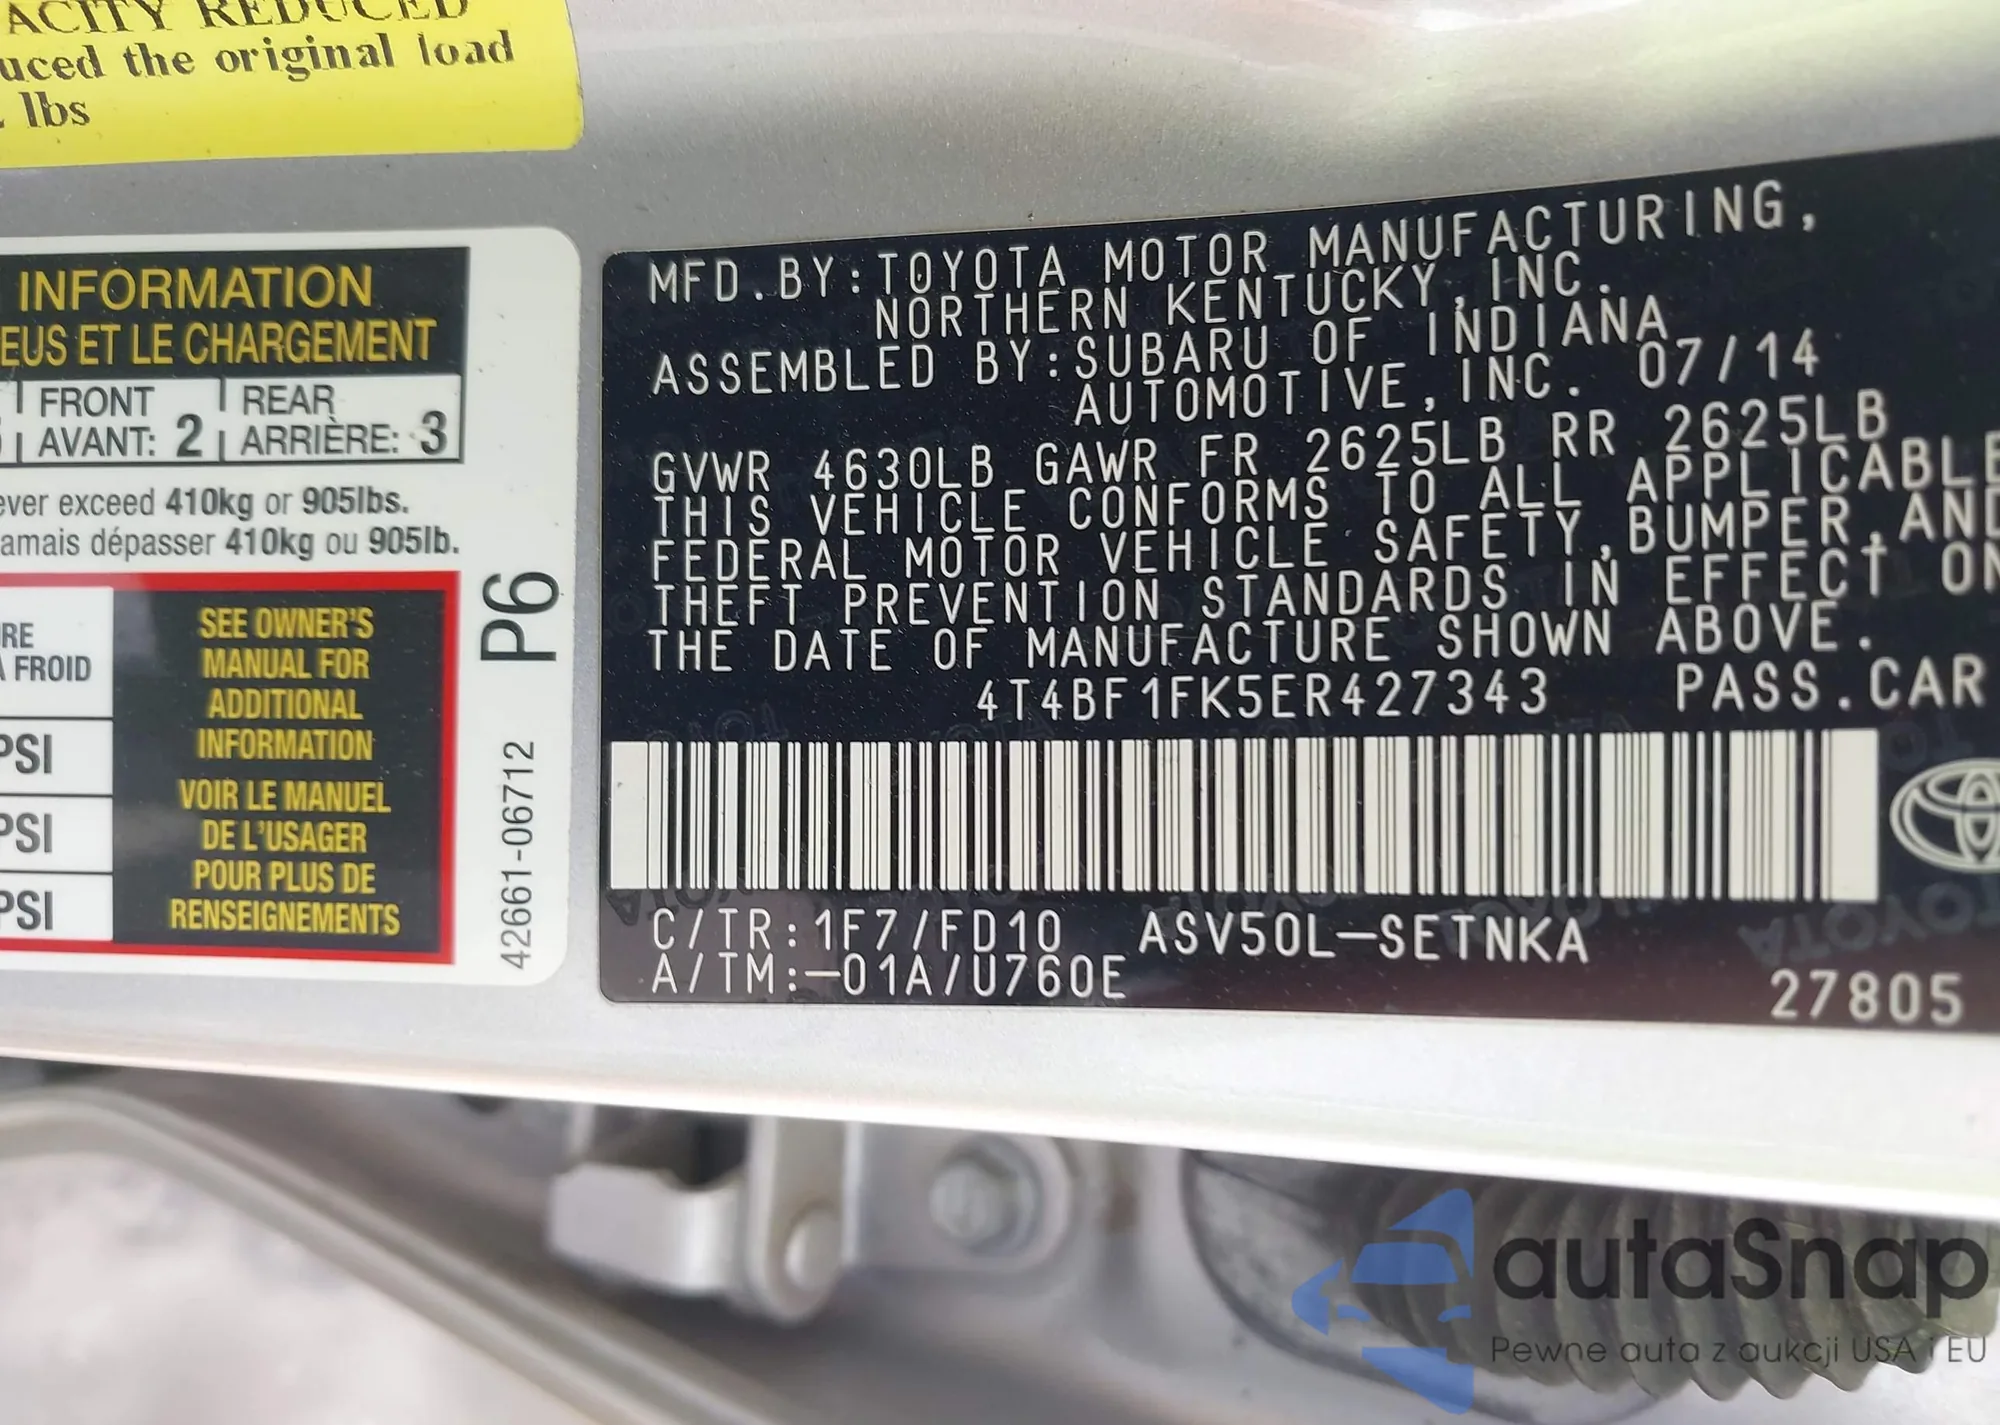 ACITY REDUCED
uced the original load
lbs
INFORMATION
EUS ET LE CHARGEMENT
FRONT AVANT: 2
REAR ARRIÈRE: 3
ever exceed 410kg or 905lbs.
amais dépasser 410kg ou 905lb.
RE
A FROID
PSI
PSI
PSI
SEE OWNER'S
MANUAL FOR
ADDITIONAL
INFORMATION
VOIR LE MANUEL
DE L'USAGER
POUR PLUS DE
RENSEIGNEMENTS
P6
42661-06712
MFD.BY:TOYOTA MOTOR MANUFACTURING,
NORTHERN KENTUCKY,INC.
ASSEMBLED BY:SUBARU OF INDIANA
AUTOMOTIVE,INC. 07/14
GVWR 4630LB GAWR FR 2625LB RR 2625LB
THIS VEHICLE CONFORMS TO ALL APPLICABLE
FEDERAL MOTOR VEHICLE SAFETY,BUMPER,AND
THEFT PREVENTION STANDARDS IN EFFECT ON
THE DATE OF MANUFACTURE SHOWN ABOVE.
4T4BF1FK5ER427343 PASS.CAR
C/TR:1F7/FD10 ASV50L-SETNKA
A/TM:-01A/U760E
27805
autaSnap
Pewne auta z aukcji USA i EU